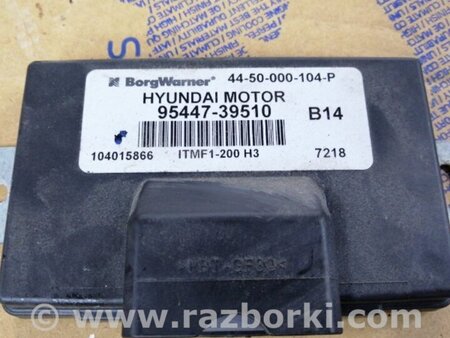 BorgWarner 44-50-000-104-P
HYUNDAI MOTOR
95447-39510 B14
104015866 ITMF1-200 H3 7218
www.razborki.com